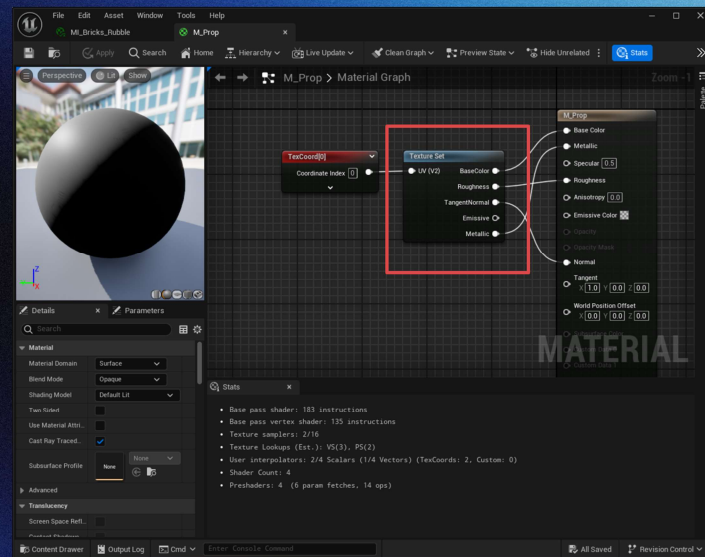 File Edit Asset Window Tools Help
MI_Bricks_Rubble
M_Prop
Apply Search Home Hierarchy Live Update Clean Graph Preview State Hide Unrelated Stats
Perspective Lit Show
M_Prop > Material Graph
Zoom -1
Palette
TexCoord[0]
Coordinate Index 0
Texture Set
UV (V2) BaseColor
Roughness
TangentNormal
Emissive
Metallic
M_Prop
Base Color
Metallic
Specular 0.5
Roughness
Anisotropy 0.0
Emissive Color
Opacity
Opacity Mask
Normal
Tangent
X 1.0 Y 0.0 Z 0.0
World Position Offset
X 0.0 Y 0.0 Z 0.0
Custom Data 1
MATERIAL
Z
X
Details
Parameters
Search
Material
Material Domain Surface
Blend Mode Opaque
Shading Model Default Lit
Two Sided
Use Material Attri..
Cast Ray Traced..
Subsurface Profile None None
Advanced
Translucency
Screen Space Refl..
Stats
Base pass shader: 183 instructions
Base pass vertex shader: 135 instructions
Texture samplers: 2/16
Texture Lookups (Est.): VS(3), PS(2)
User interpolators: 2/4 Scalars (1/4 Vectors) (TexCoords: 2, Custom: 0)
Shader Count: 4
Preshaders: 4 (6 param fetches, 14 ops)
Content Drawer Output Log Cmd Enter Console Command All Saved Revision Control